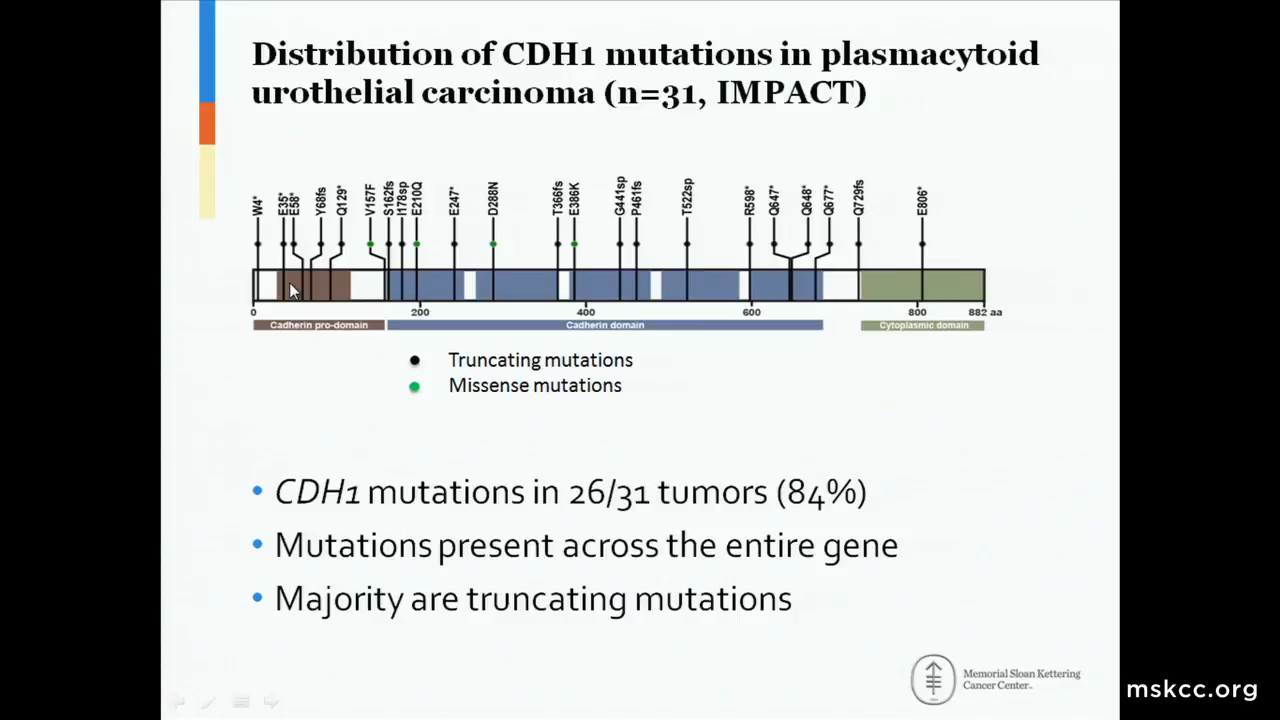 Distribution of CDH1 mutations in plasmacytoid
urothelial carcinoma (n=31, IMPACT)
W4*
E35*
E58*
Y68fs
Q129*
V157F
S162fs
I178sp
E210Q
E247*
D288N
T366fs
E386K
G441sp
P461fs
T522sp
R598*
Q647*
Q648*
Q677*
Q729fs
E806*
0 200 400 600 800 882 aa
Cadherin pro-domain Cadherin domain Cytoplasmic domain
Truncating mutations
Missense mutations
• CDH1 mutations in 26/31 tumors (84%)
• Mutations present across the entire gene
• Majority are truncating mutations
Memorial Sloan Kettering
Cancer Center
mskcc.org